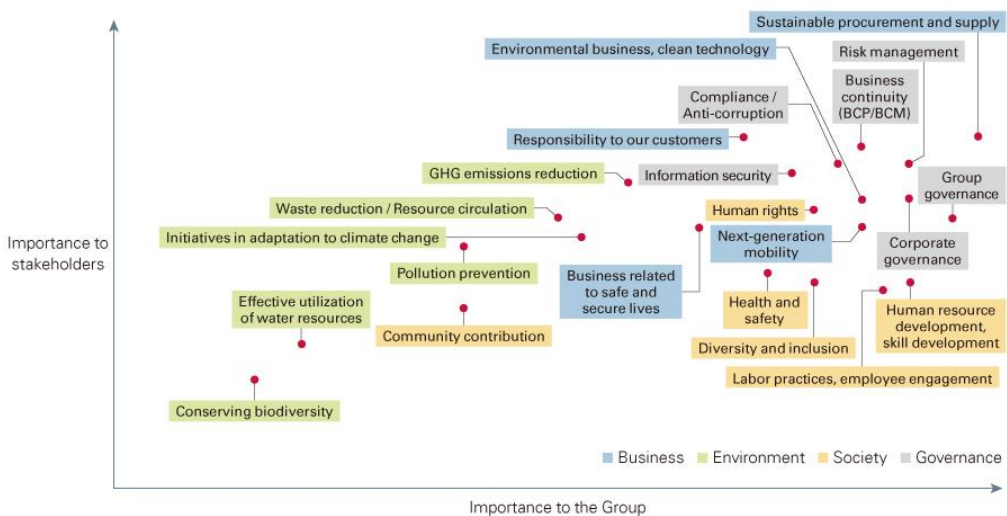 Sustainable procurement and supply
Environmental business, clean technology
Risk management
Business
continuity
(BCP/BCM)
Compliance /
Anti-corruption
Responsibility to our customers
GHG emissions reduction
Information security
Group
governance
Waste reduction / Resource circulation
Human rights
Initiatives in adaptation to climate change
Next-generation
mobility
Corporate
governance
Importance to
stakeholders
Pollution prevention
Business related
to safe and
secure lives
Effective utilization
of water resources
Health and
safety
Human resource
development,
skill development
Community contribution
Diversity and inclusion
Labor practices, employee engagement
Conserving biodiversity
Business
Environment
Society
Governance
Importance to the Group